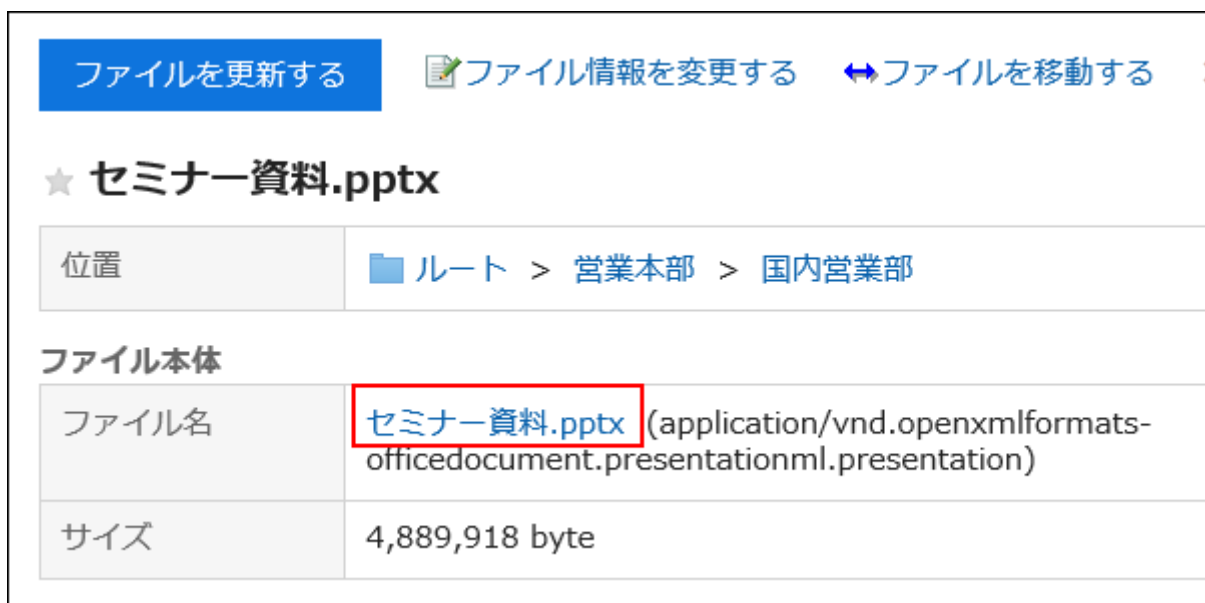 ファイルを更新する ファイル情報を変更する ファイルを移動する
セミナー資料.pptx
位置 ルート > 営業本部 > 国内営業部
ファイル本体
ファイル名 セミナー資料.pptx (application/vnd.openxmlformats-
officedocument.presentationml.presentation)
サイズ 4,889,918 byte